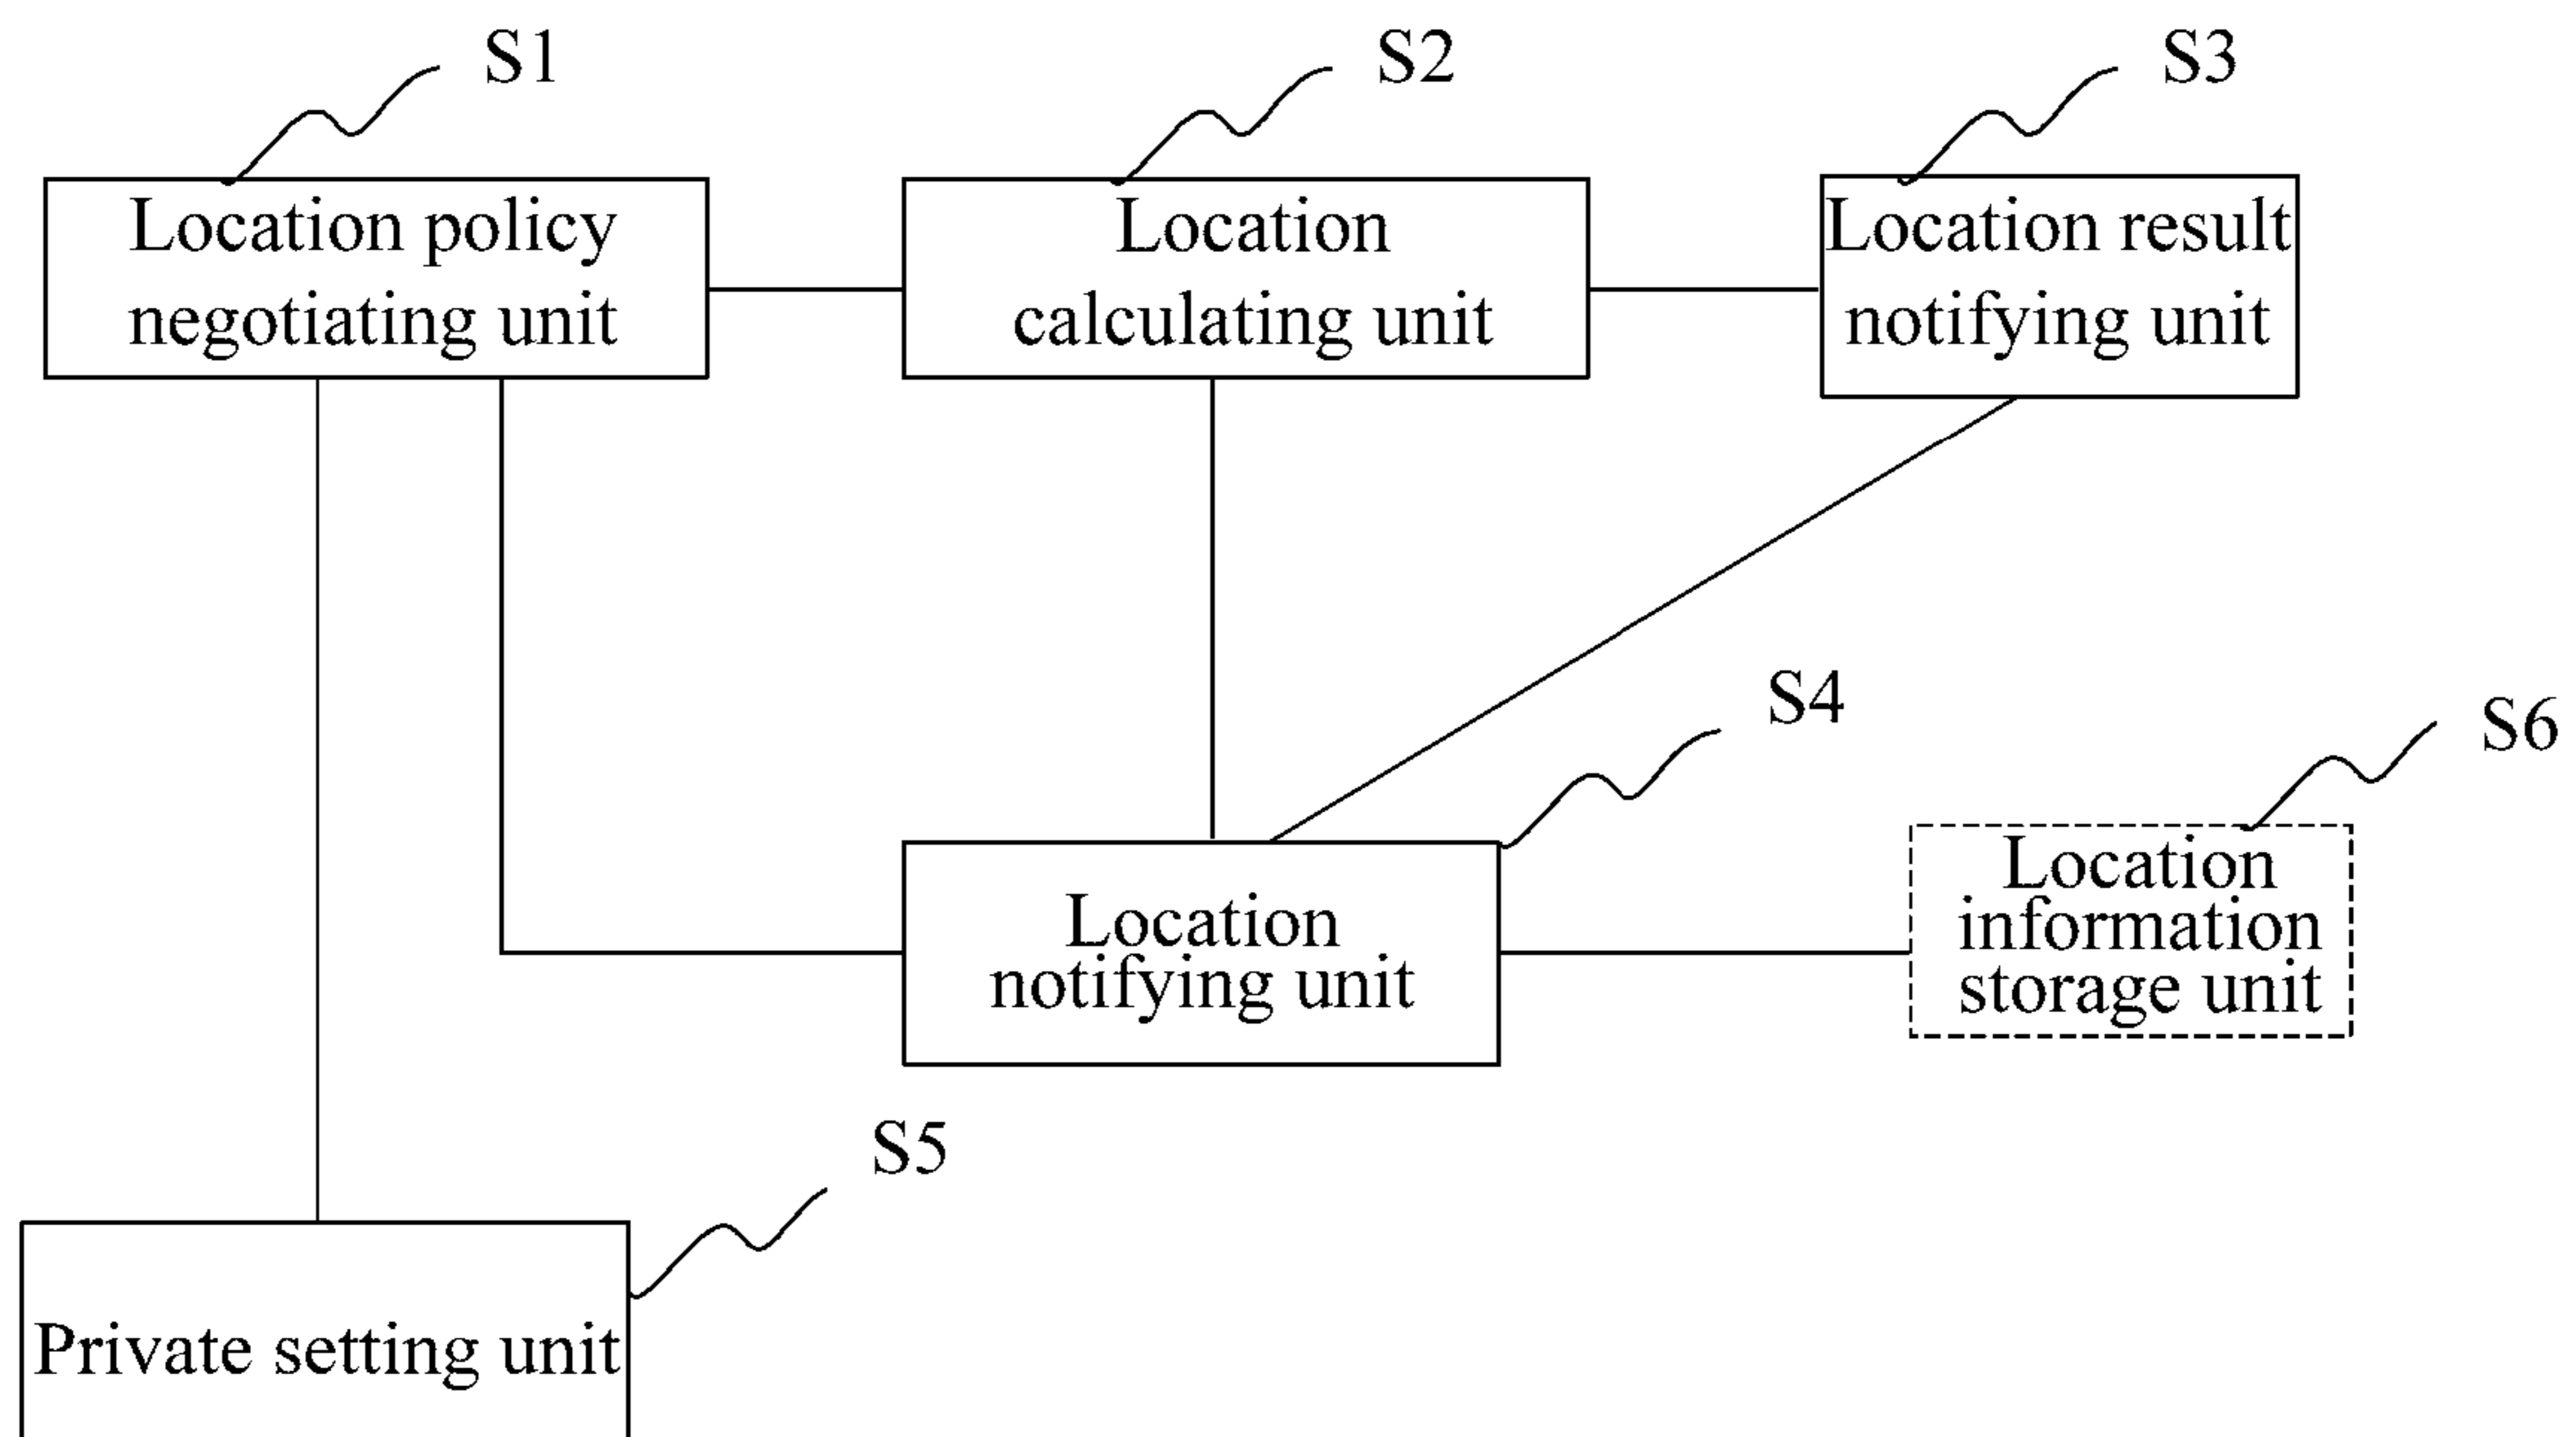 S1
S2
S3
Location policy
negotiating unit
Location
calculating unit
Location result
notifying unit
S4
S6
Location
notifying unit
Location
information
storage unit
S5
Private setting unit